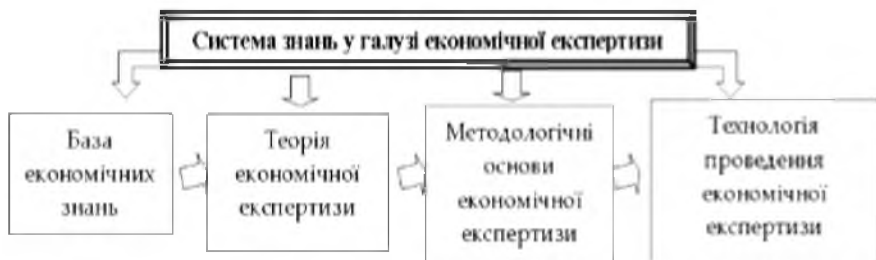 Система знань у галузі економічної експертизи
База
економічних
знань
Теорія
економічної
експертизи
Методологічні
основи
економічної
експертизи
Технологія
проведення
економічної
експертизи